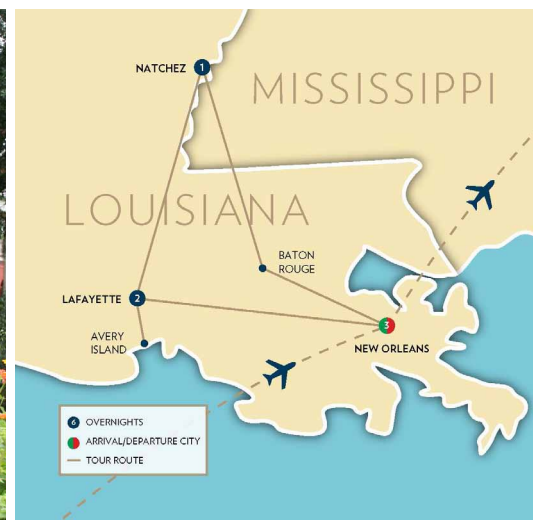 NATCHEZ 1
MISSISSIPPI
LOUISIANA
BATON
ROUGE
LAFAYETTE 2
AVERY
ISLAND
3
NEW ORLEANS
6 OVERNIGHTS
ARRIVAL/DEPARTURE CITY
TOUR ROUTE